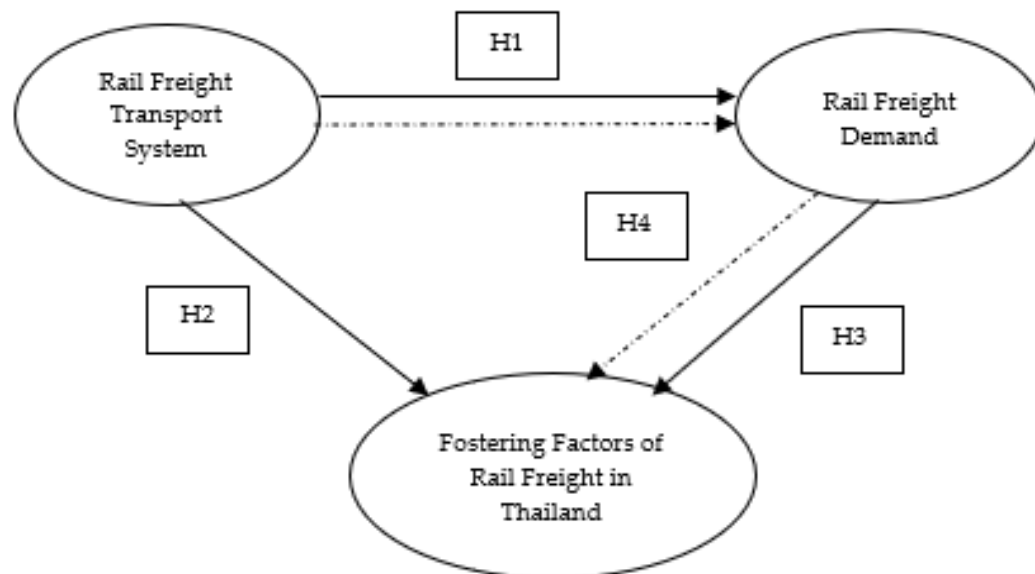 H1
Rail Freight
Transport
System
Rail Freight
Demand
H4
H2
H3
Fostering Factors of
Rail Freight in
Thailand